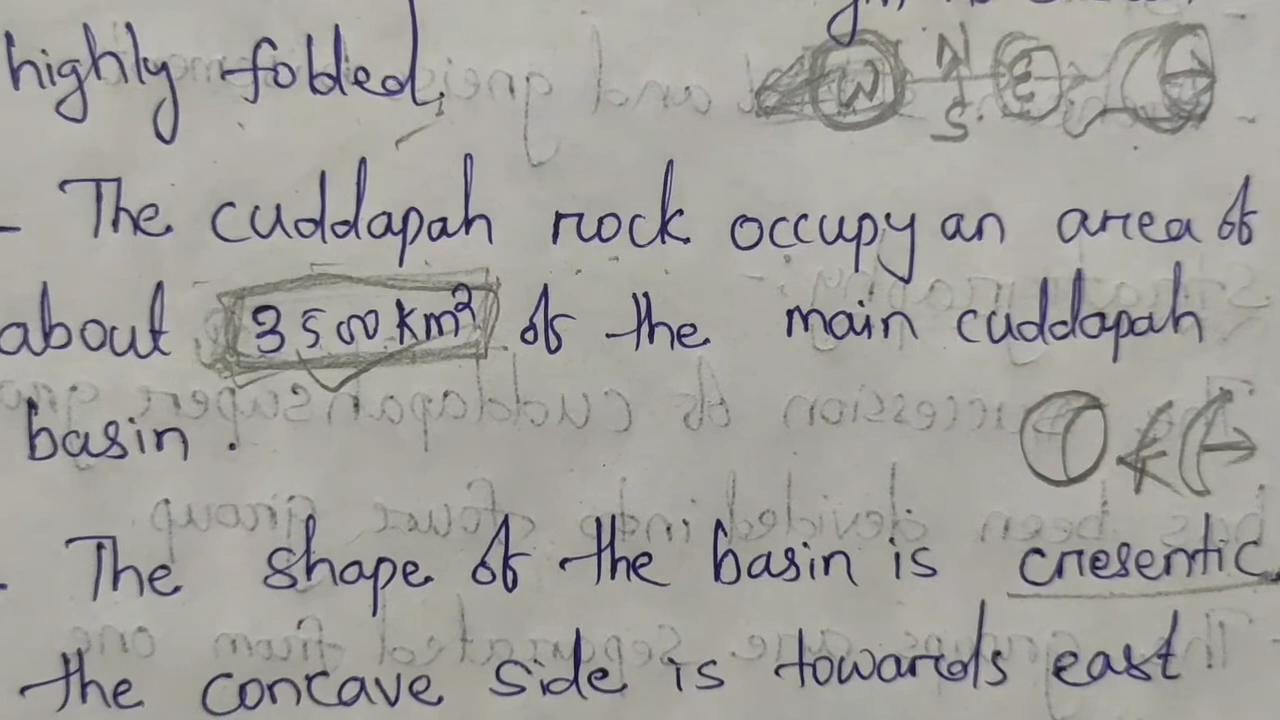 highly folded.
W N S E
- The cuddapah rock occupy an area of
about 3500 km² of the main cuddapah
basin.
. The shape of the basin is cresentic
the concave side is towards east